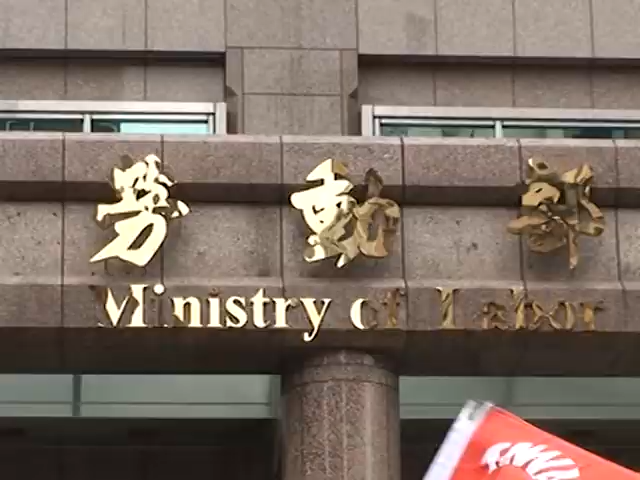 勞動部
Ministry of Labor